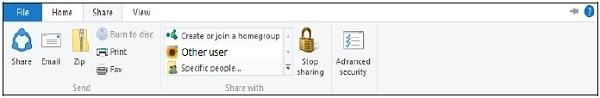 File Home Share View
Create or join a homegroup
Burn to disc
Other user
Print
Specific people...
Fax
Share Email Zip
Stop sharing
Advanced security
Send Share with